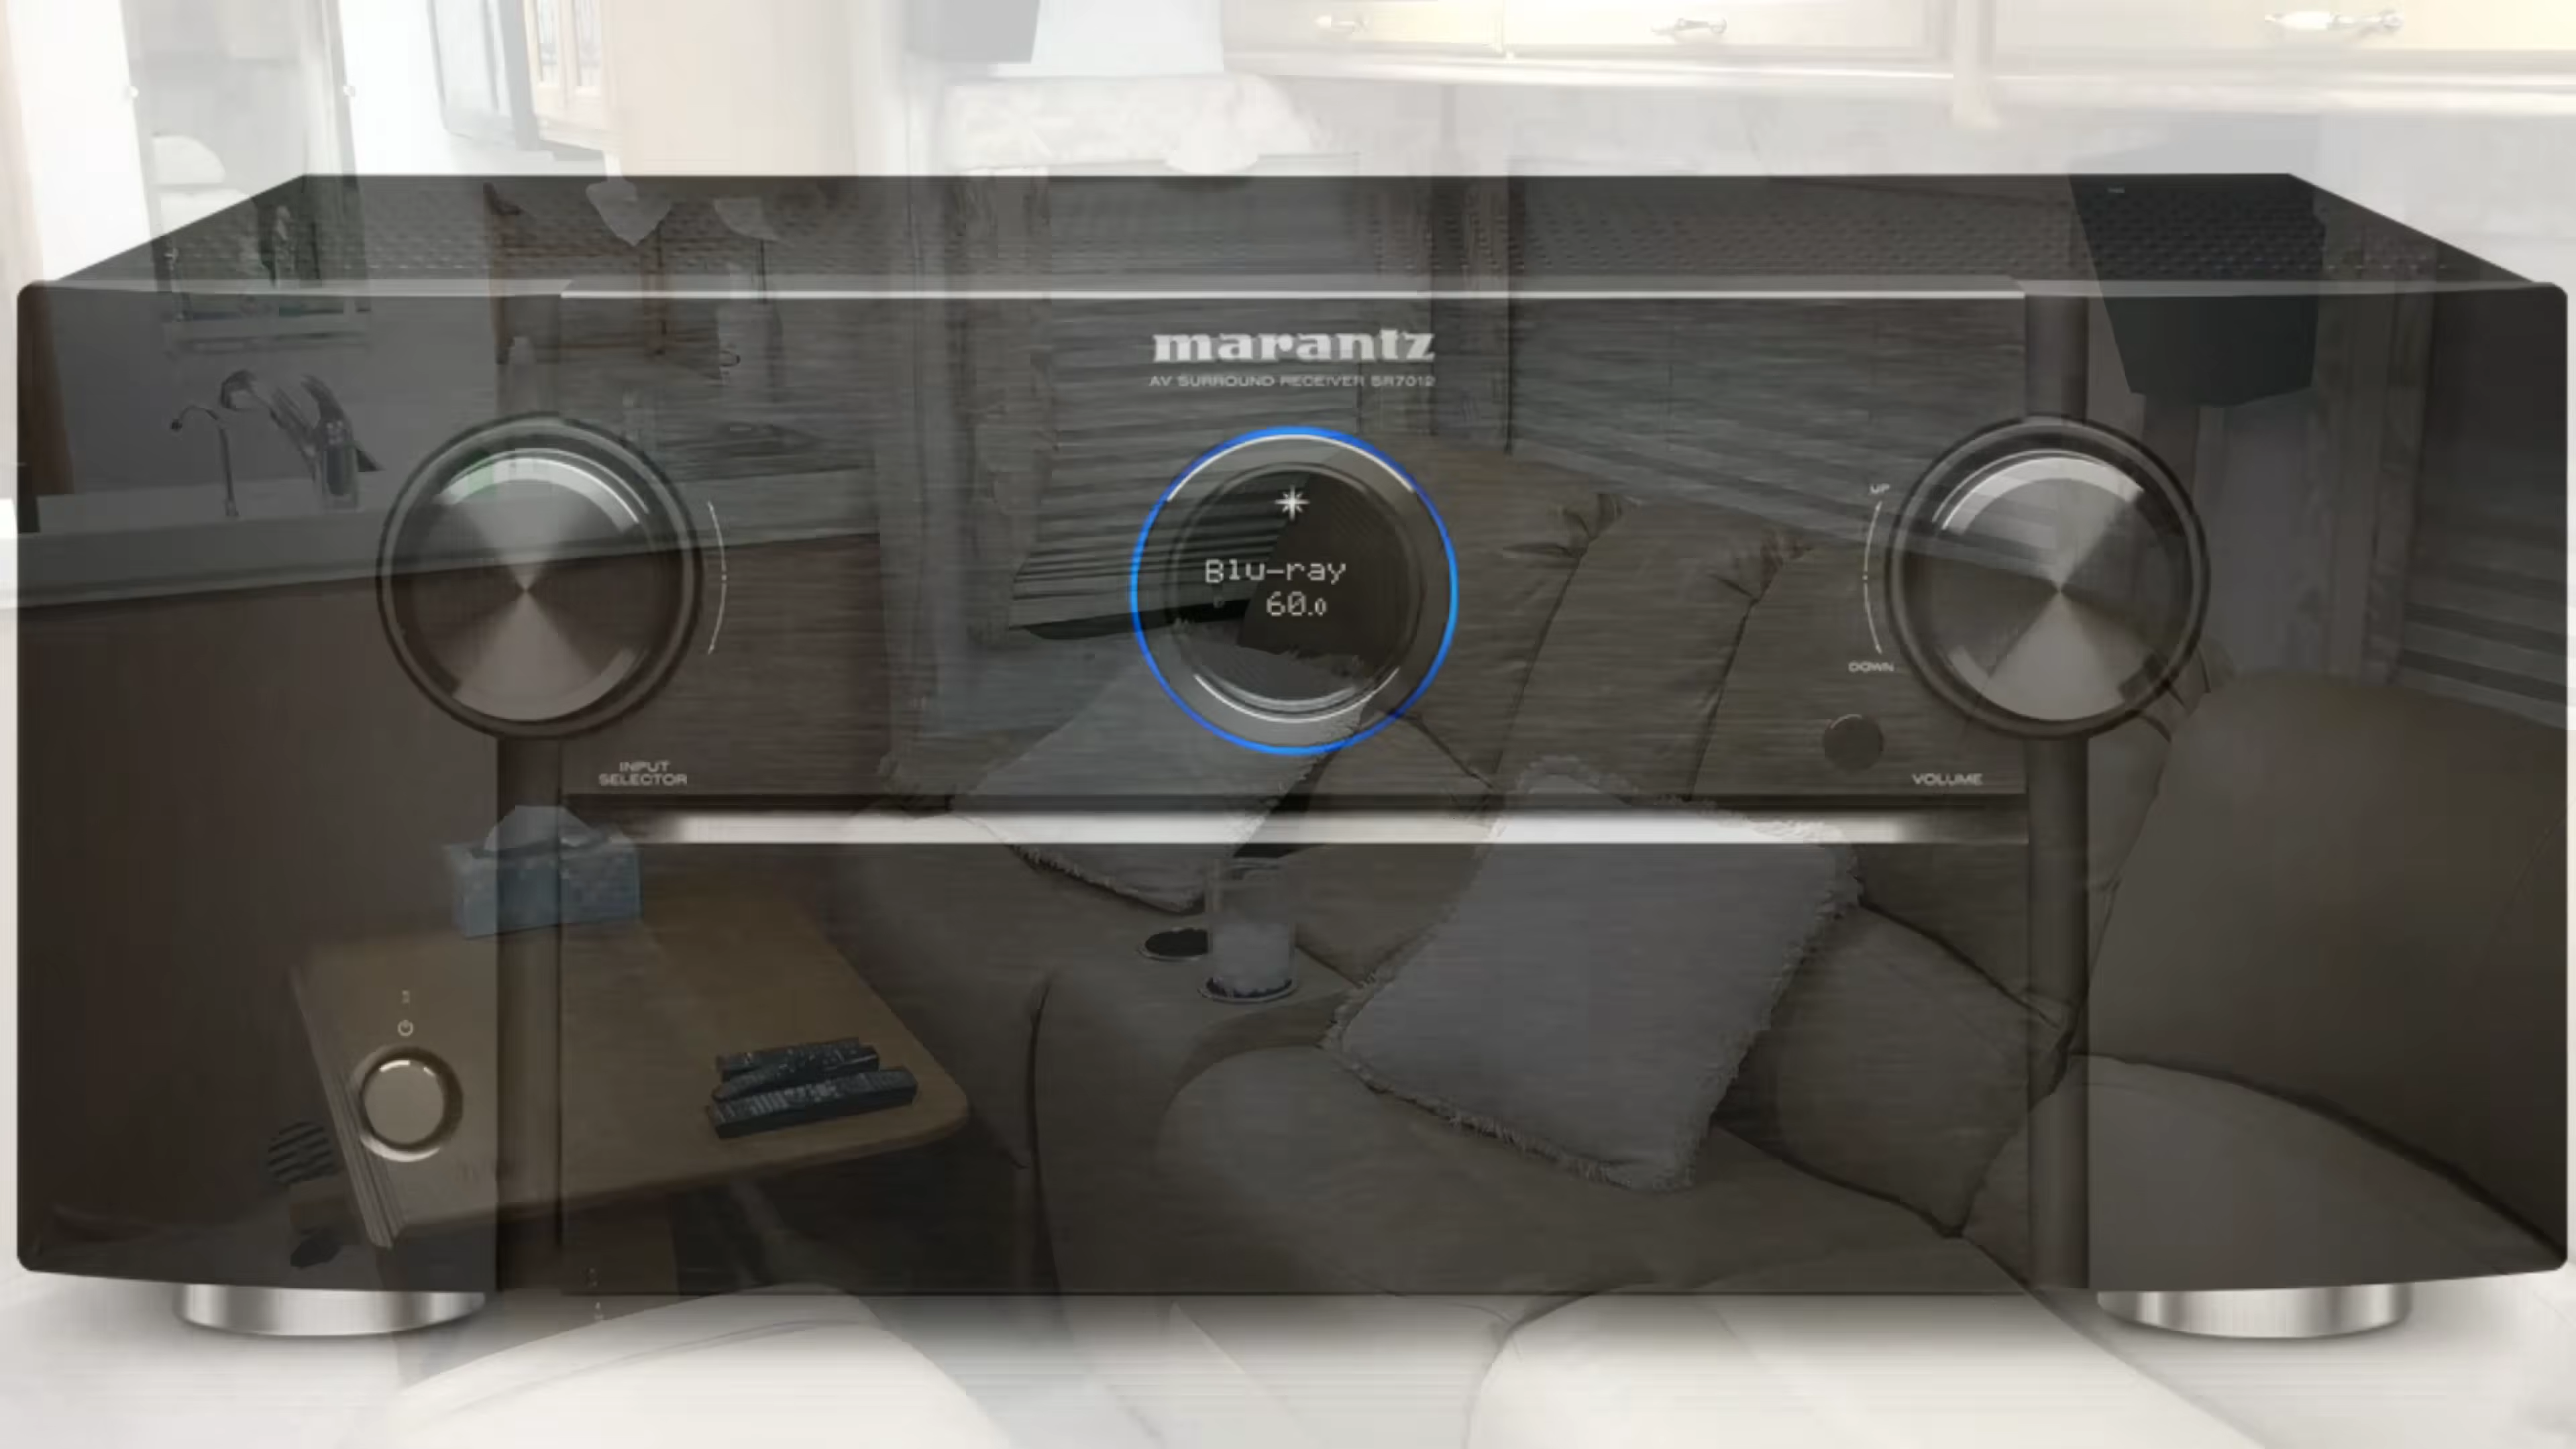 marantz
AV SURROUND RECEIVER SR7012
UP
Blu-ray
60.0
DOWN
INPUT
SELECTOR
VOLUME